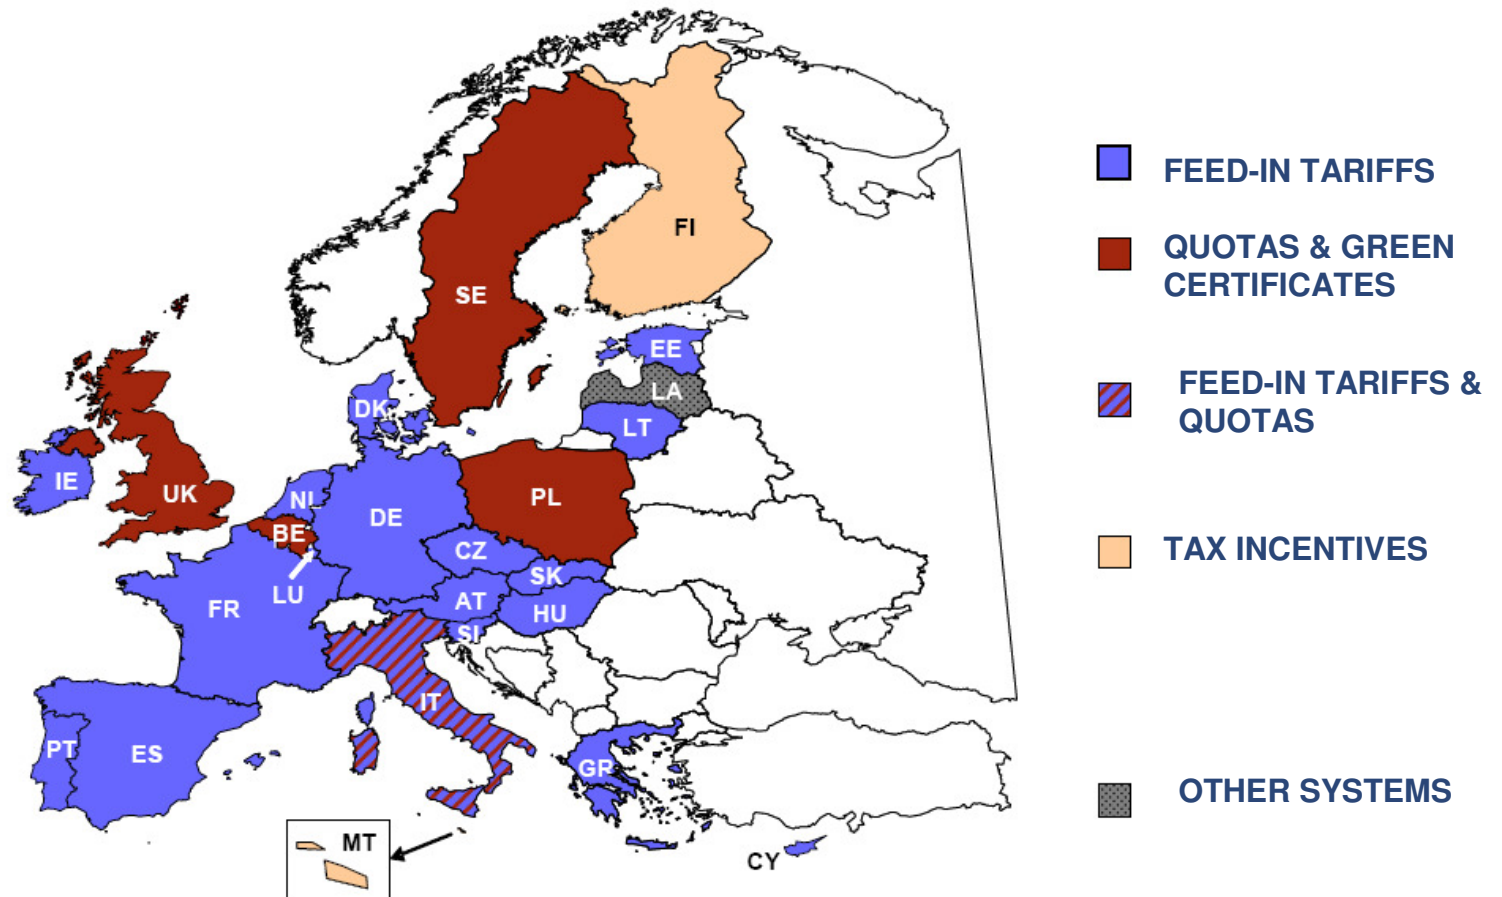 FI
SE
EE
LA
LT
DK
IE
UK
NL
BE
DE
PL
LU
CZ
SK
AT
HU
SI
FR
IT
PT
ES
GR
MT
CY
FEED-IN TARIFFS
QUOTAS & GREEN
CERTIFICATES
FEED-IN TARIFFS &
QUOTAS
TAX INCENTIVES
OTHER SYSTEMS